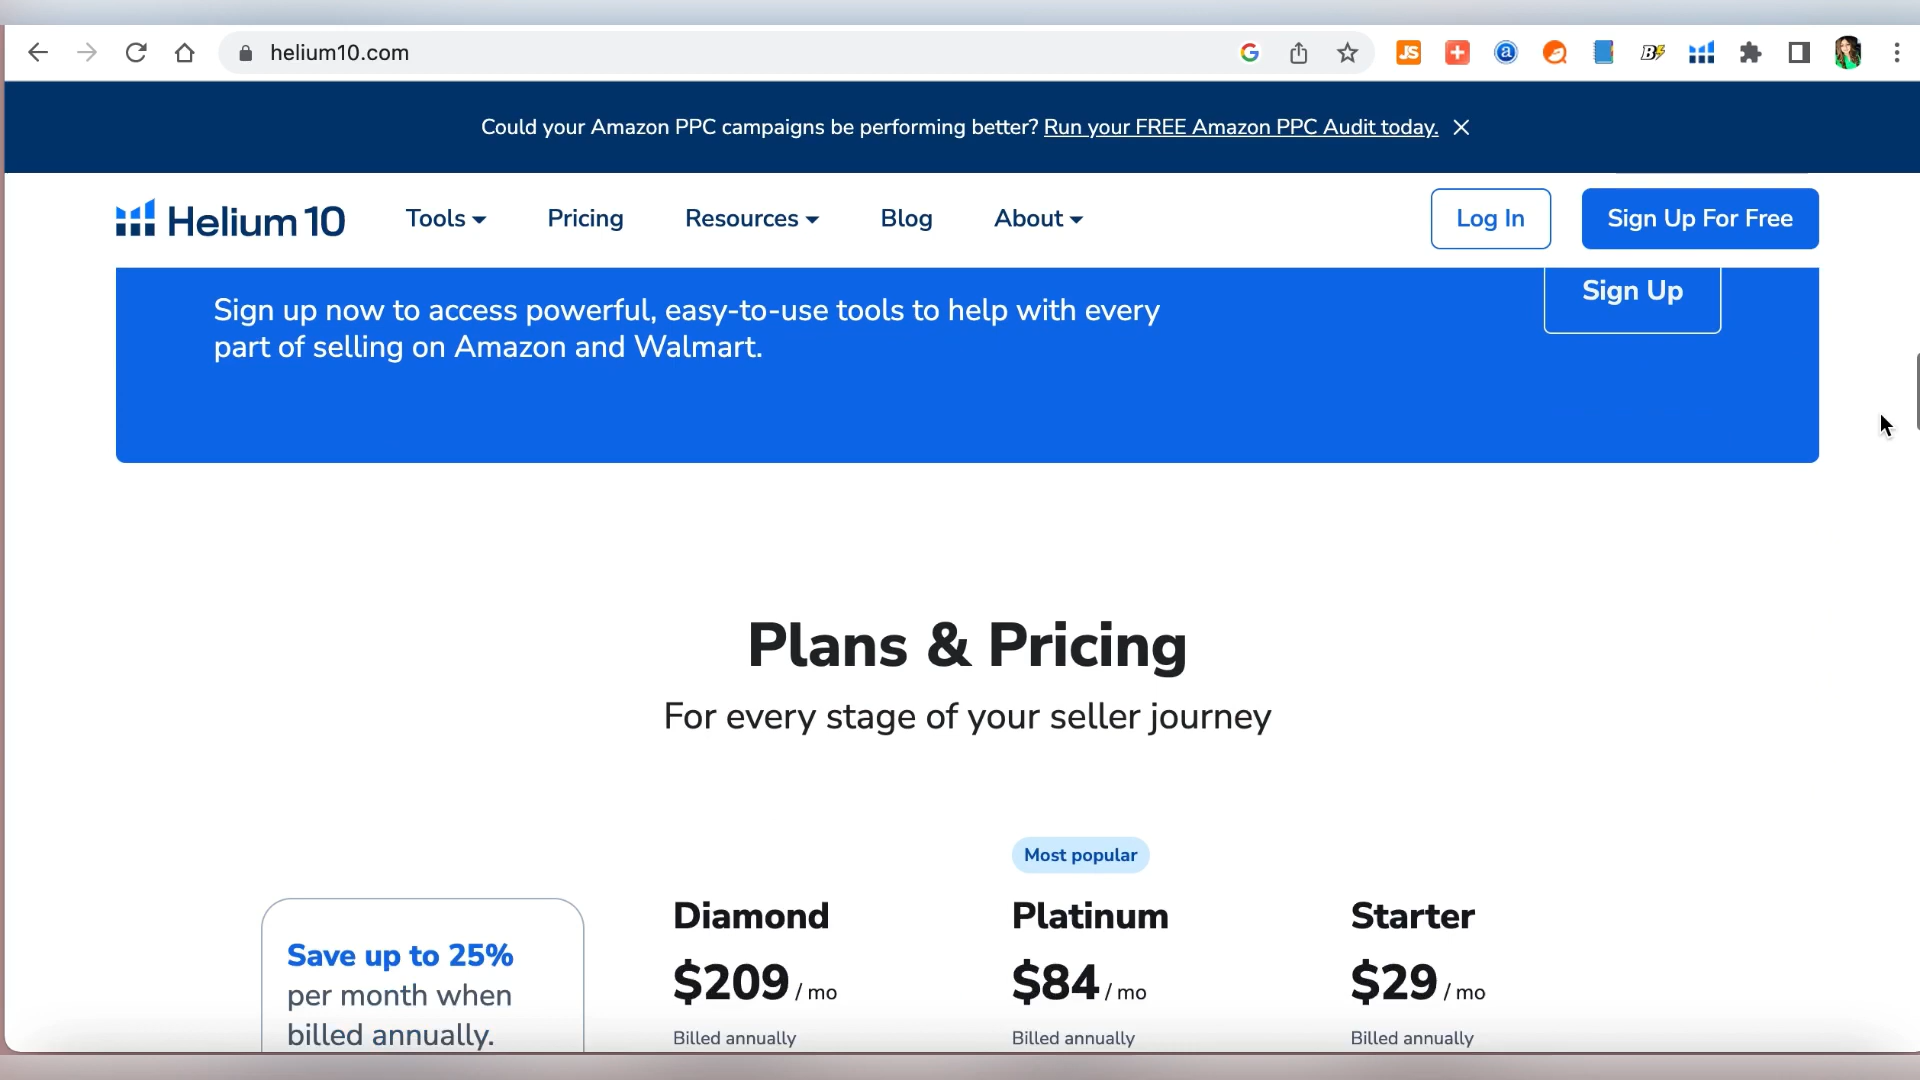 helium10.com
JS
a
B
Could your Amazon PPC campaigns be performing better? Run your FREE Amazon PPC Audit today.
Helium 10
Tools
Pricing
Resources
Blog
About
Log In
Sign Up For Free
Sign up now to access powerful, easy-to-use tools to help with every
part of selling on Amazon and Walmart.
Sign Up
Plans & Pricing
For every stage of your seller journey
Most popular
Save up to 25%
per month when
billed annually.
Diamond
$209 / mo
Billed annually
Platinum
$84 / mo
Billed annually
Starter
$29 / mo
Billed annually